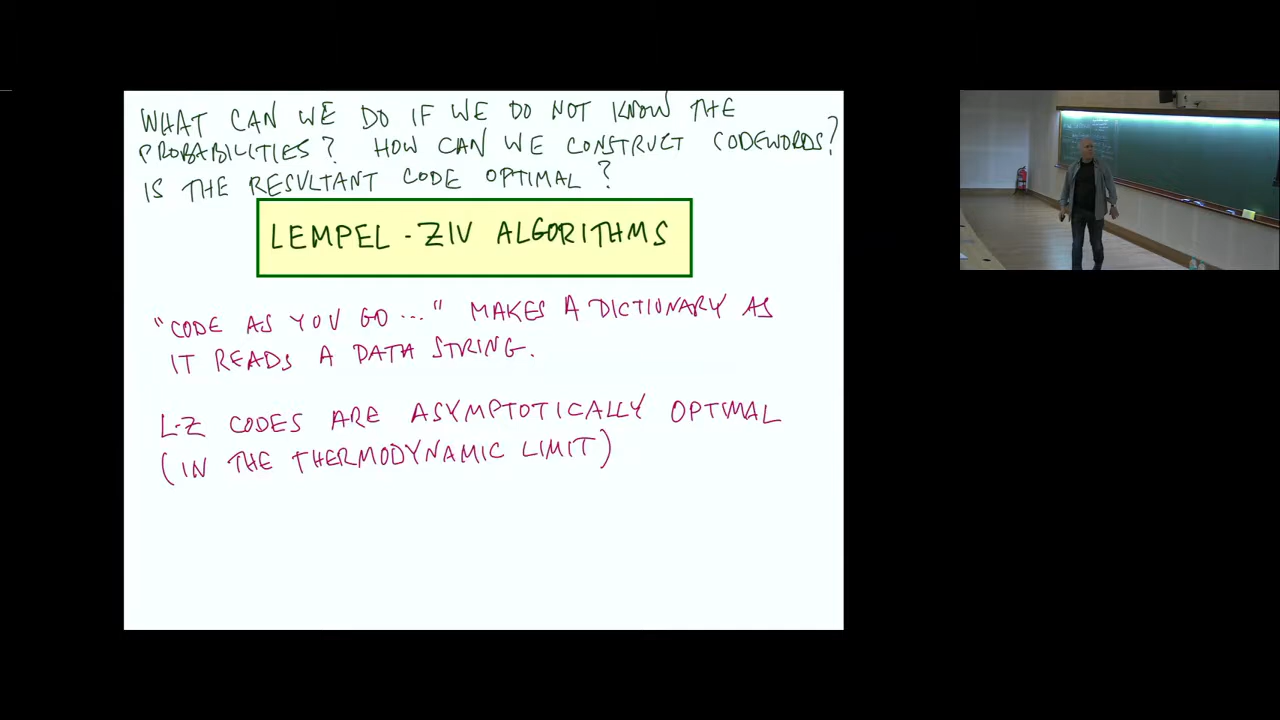 WHAT CAN WE DO IF WE DO NOT KNOW THE
PROBABILITIES? HOW CAN WE CONSTRUCT CODEWORDS?
IS THE RESULTANT CODE OPTIMAL?
LEMPEL-ZIV ALGORITHMS
"CODE AS YOU GO..." MAKES A DICTIONARY AS
IT READS A DATA STRING.
L-Z CODES ARE ASYMPTOTICALLY OPTIMAL
(IN THE THERMODYNAMIC LIMIT)